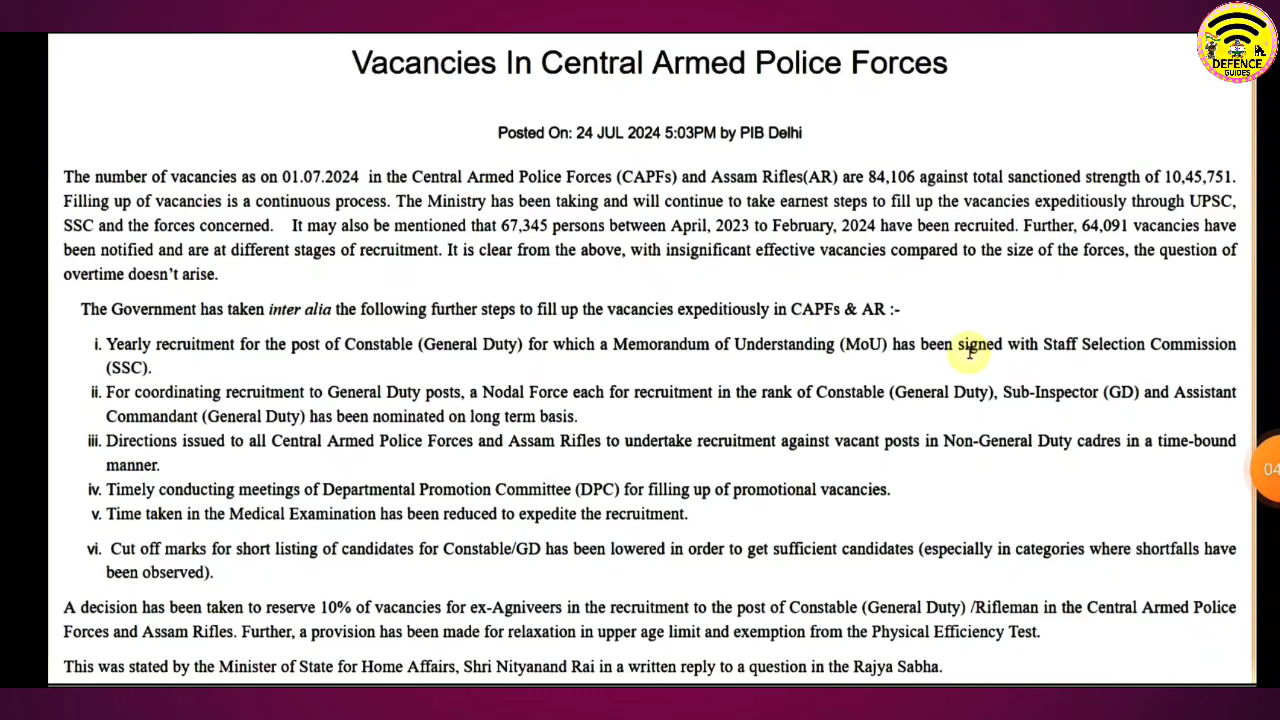 Vacancies In Central Armed Police Forces
DEFENCE
GUIDES
Posted On: 24 JUL 2024 5:03PM by PIB Delhi
The number of vacancies as on 01.07.2024 in the Central Armed Police Forces (CAPFs) and Assam Rifles(AR) are 84,106 against total sanctioned strength of 10,45,751.
Filling up of vacancies is a continuous process. The Ministry has been taking and will continue to take earnest steps to fill up the vacancies expeditiously through UPSC,
SSC and the forces concerned. It may also be mentioned that 67,345 persons between April, 2023 to February, 2024 have been recruited. Further, 64,091 vacancies have
been notified and are at different stages of recruitment. It is clear from the above, with insignificant effective vacancies compared to the size of the forces, the question of
overtime doesn't arise.
The Government has taken inter alia the following further steps to fill up the vacancies expeditiously in CAPFs & AR :-
i. Yearly recruitment for the post of Constable (General Duty) for which a Memorandum of Understanding (MoU) has been signed with Staff Selection Commission
(SSC).
ii. For coordinating recruitment to General Duty posts, a Nodal Force each for recruitment in the rank of Constable (General Duty), Sub-Inspector (GD) and Assistant
Commandant (General Duty) has been nominated on long term basis.
iii. Directions issued to all Central Armed Police Forces and Assam Rifles to undertake recruitment against vacant posts in Non-General Duty cadres in a time-bound
manner.
iv. Timely conducting meetings of Departmental Promotion Committee (DPC) for filling up of promotional vacancies.
v. Time taken in the Medical Examination has been reduced to expedite the recruitment.
vi. Cut off marks for short listing of candidates for Constable/GD has been lowered in order to get sufficient candidates (especially in categories where shortfalls have
been observed).
A decision has been taken to reserve 10% of vacancies for ex-Agniveers in the recruitment to the post of Constable (General Duty) /Rifleman in the Central Armed Police
Forces and Assam Rifles. Further, a provision has been made for relaxation in upper age limit and exemption from the Physical Efficiency Test.
This was stated by the Minister of State for Home Affairs, Shri Nityanand Rai in a written reply to a question in the Rajya Sabha.
04